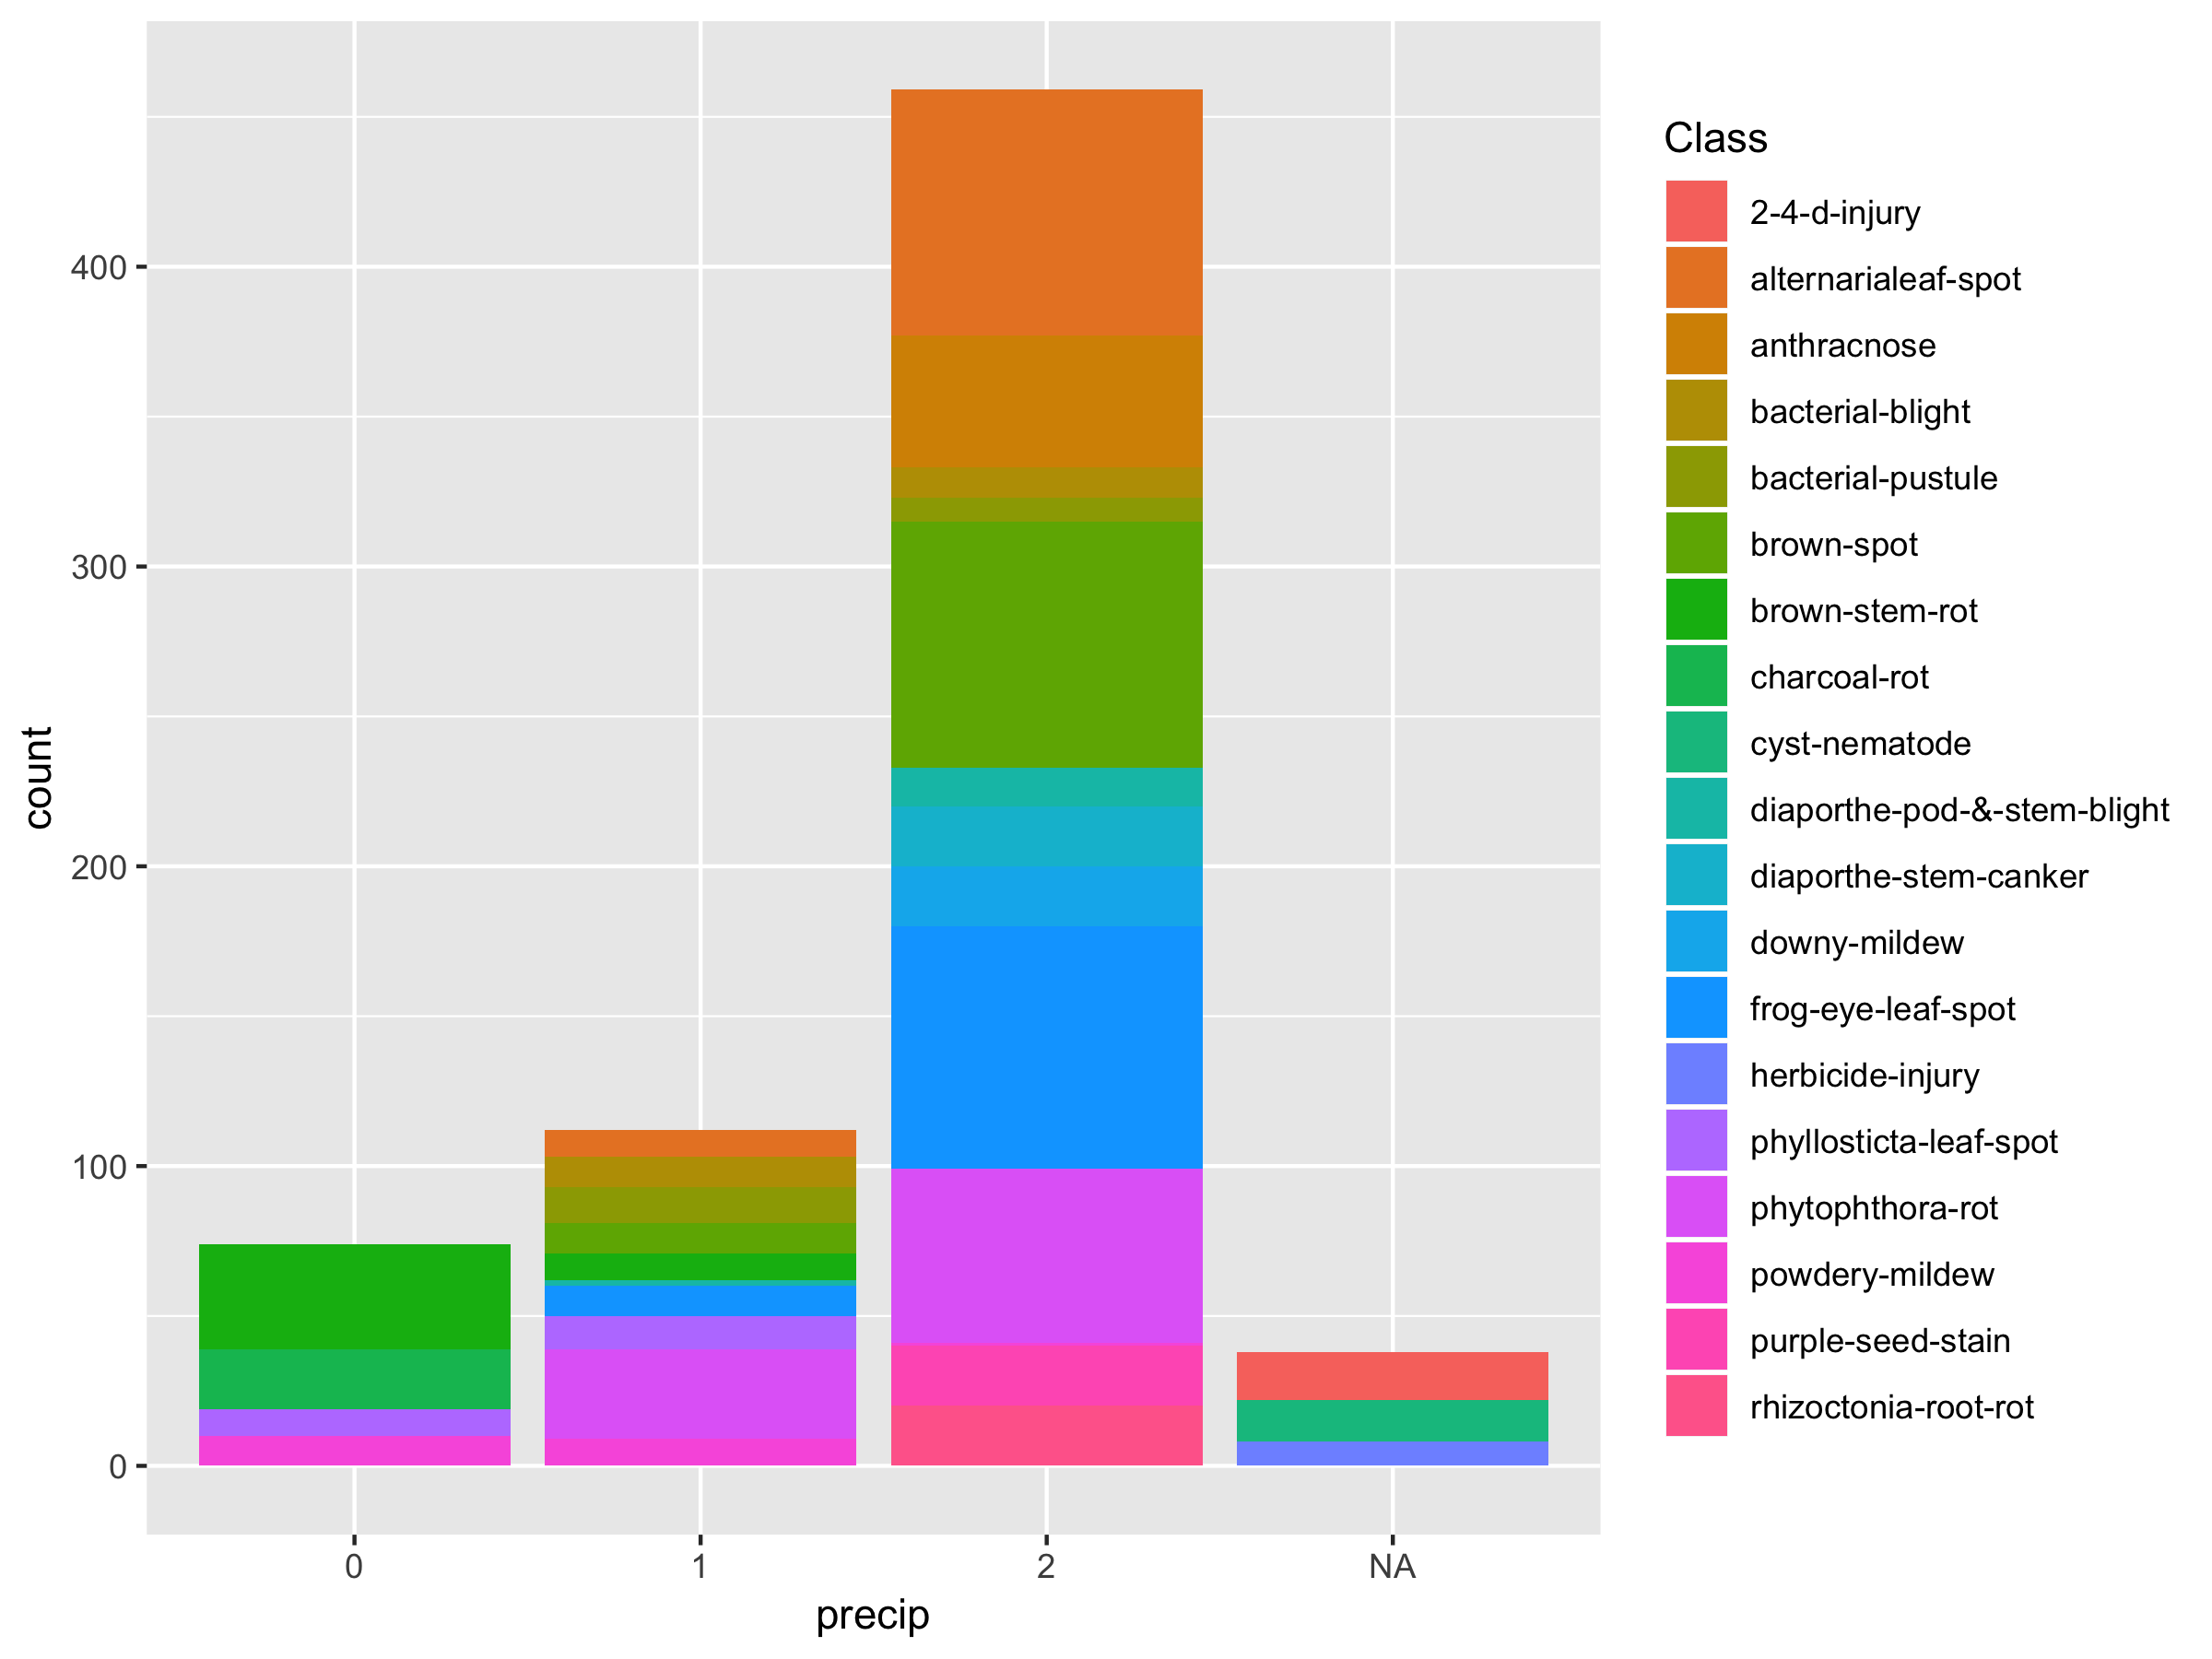 count
400
300
200
100
0
0
1
2
NA
precip
Class
2-4-d-injury
alternarialeaf-spot
anthracnose
bacterial-blight
bacterial-pustule
brown-spot
brown-stem-rot
charcoal-rot
cyst-nematode
diaporthe-pod-&-stem-blight
diaporthe-stem-canker
downy-mildew
frog-eye-leaf-spot
herbicide-injury
phyllosticta-leaf-spot
phytophthora-rot
powdery-mildew
purple-seed-stain
rhizoctonia-root-rot